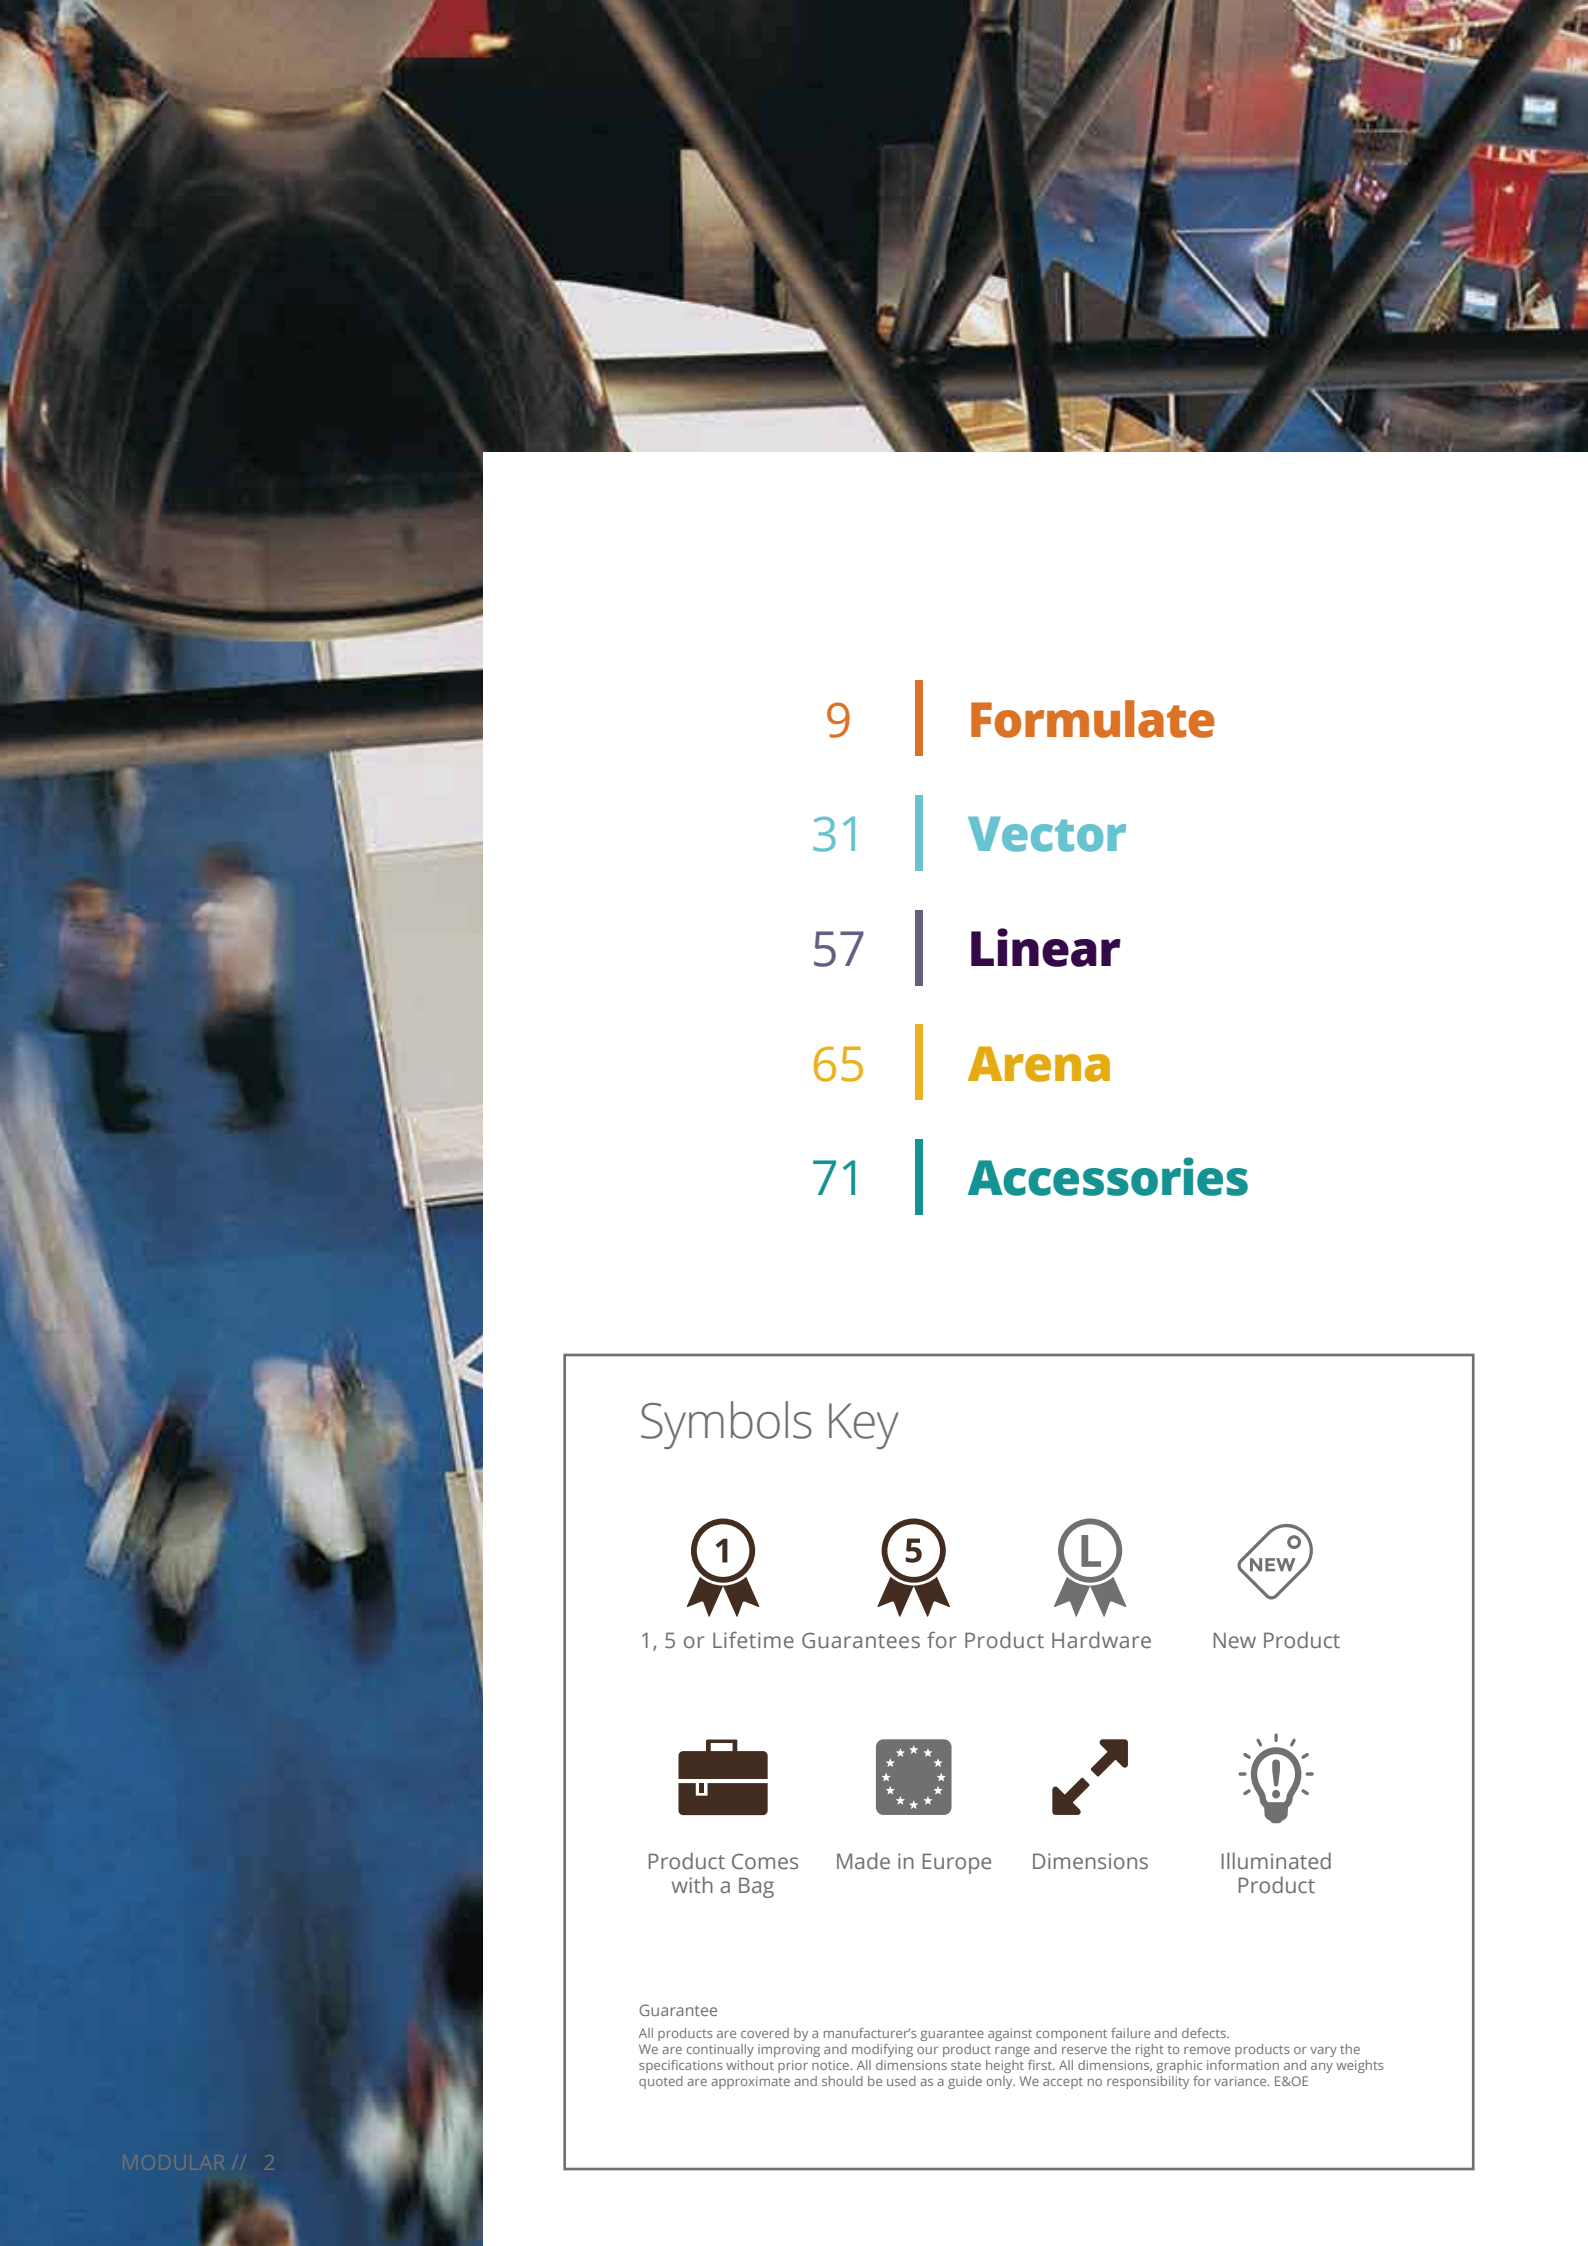 9 Formulate
31 Vector
57 Linear
65 Arena
71 Accessories
Symbols Key
1 5 L NEW
1, 5 or Lifetime Guarantees for Product Hardware New Product
Product Comes
with a Bag
Made in Europe
Dimensions
Illuminated
Product
Guarantee
All products are covered by a manufacturer's guarantee against component failure and defects.
We are continually improving and modifying our product range and reserve the right to remove products or vary the
specifications without prior notice. All dimensions state height first. All dimensions, graphic information and any weights
quoted are approximate and should be used as a guide only. We accept no responsibility for variance. E&OE
MODULAR // 2